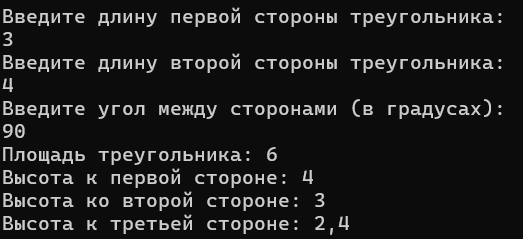 Введите длину первой стороны треугольника:
3
Введите длину второй стороны треугольника:
4
Введите угол между сторонами (в градусах):
90
Площадь треугольника: 6
Высота к первой стороне: 4
Высота ко второй стороне: 3
Высота к третьей стороне: 2,4